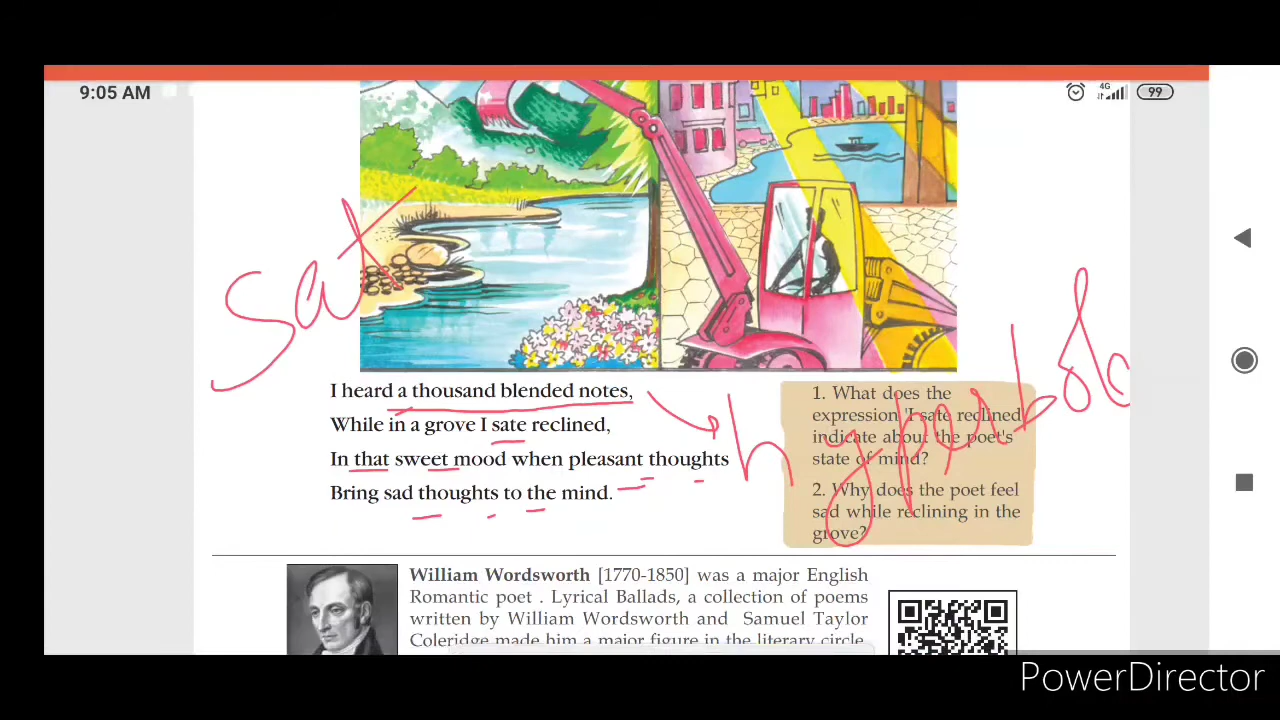 9:05 AM
4G
99
sat
I heard a thousand blended notes,
While in a grove I sate reclined,
In that sweet mood when pleasant thoughts
Bring sad thoughts to the mind.
hyperbolo
1. What does the
expression 'I sate reclined
indicate about the poet's
state of mind?
2. Why does the poet feel
sad while reclining in the
grove?
William Wordsworth [1770-1850] was a major English
Romantic poet . Lyrical Ballads, a collection of poems
written by William Wordsworth and Samuel Taylor
Coleridge made him a major figure in the literary circle.
PowerDirector